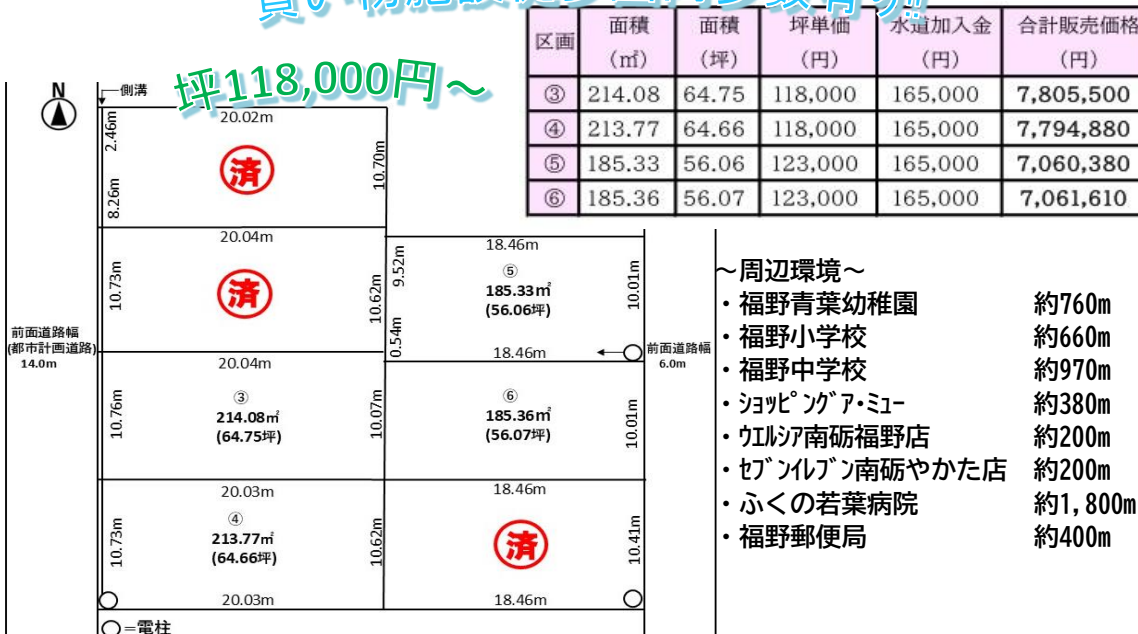 買い物施設徒歩圏内多数有り!!
坪118,000円～
区画 面積(㎡) 面積(坪) 坪単価(円) 水道加入金(円) 合計販売価格(円)
③ 214.08 64.75 118,000 165,000 7,805,500
④ 213.77 64.66 118,000 165,000 7,794,880
⑤ 185.33 56.06 123,000 165,000 7,060,380
⑥ 185.36 56.07 123,000 165,000 7,061,610
N
側溝
20.02m
2.46m
8.26m
済
10.70m
20.04m
10.73m
済
10.62m
9.52m
0.54m
18.46m
⑤
185.33㎡
(56.06坪)
10.01m
18.46m
前面道路幅
(都市計画道路)
14.0m
前面道路幅
6.0m
20.04m
10.76m
③
214.08㎡
(64.75坪)
10.07m
⑥
185.36㎡
(56.07坪)
10.01m
20.03m
10.73m
④
213.77㎡
(64.66坪)
10.62m
18.46m
済
10.41m
20.03m
18.46m
○=電柱
～周辺環境～
・福野青葉幼稚園 約760m
・福野小学校 約660m
・福野中学校 約970m
・ｼｮｯﾋﾟﾝｸﾞｱ･ﾐｭｰ 約380m
・ｳｴﾙｼｱ南砺福野店 約200m
・ｾﾌﾞﾝｲﾚﾌﾞﾝ南砺やかた店 約200m
・ふくの若葉病院 約1,800m
・福野郵便局 約400m